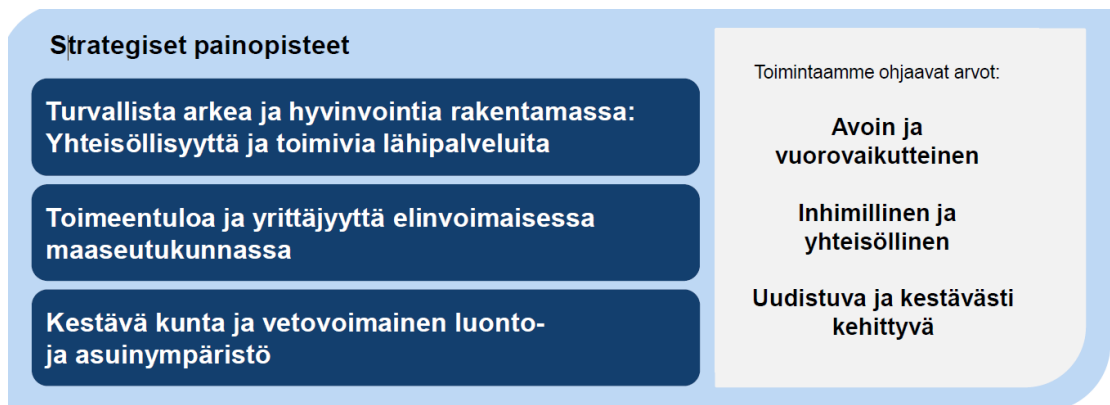 Strategiset painopisteet
Turvallista arkea ja hyvinvointia rakentamassa:
Yhteisöllisyyttä ja toimivia lähipalveluita
Toimeentuloa ja yrittäjyyttä elinvoimaisessa
maaseutukunnassa
Kestävä kunta ja vetovoimainen luonto-
ja asuinympäristö
Toimintaamme ohjaavat arvot:
Avoin ja
vuorovaikutteinen
Inhimillinen ja
yhteisöllinen
Uudistuva ja kestävästi
kehittyvä